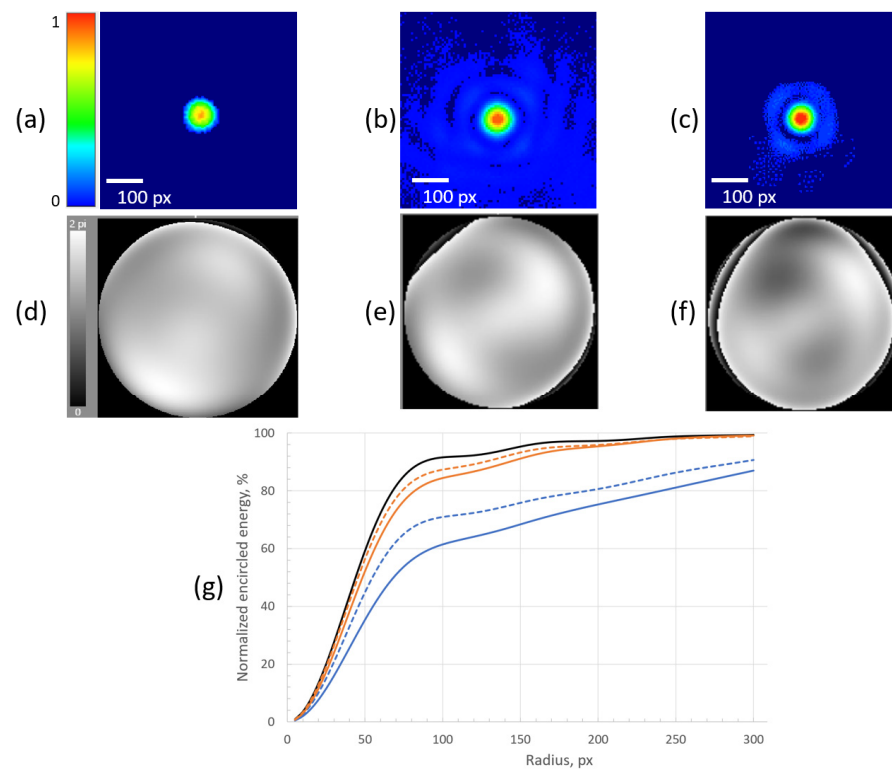 1
(a)
0
100 px
(b)
100 px
(c)
100 px
(d)
2 pi
0
(e)
(f)
(g)
Normalized encircled energy, %
100
80
60
40
20
0
0 50 100 150 200 250 300
Radius, px